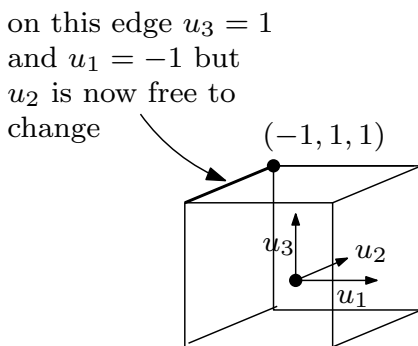 on this edge u₃ = 1
and u₁ = −1 but
u₂ is now free to
change
(−1, 1, 1)
u₃
u₂
u₁